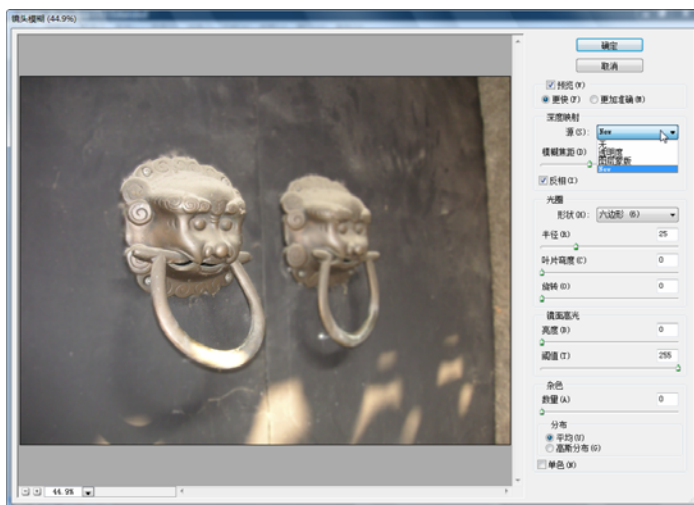 镜头模糊 (44.9%)
确定
取消
预览(V)
更快(F) 更加准确(M)
深度映射
源(S): New
无
透明度
图层蒙版
New
模糊焦距(D)
反相(I)
光圈
形状(H): 六边形 (6)
半径(R) 25
叶片弯度(C) 0
旋转(O) 0
镜面高光
亮度(B) 0
阈值(T) 255
杂色
数量(A) 0
分布
平均(U)
高斯分布(G)
单色(N)
44.9%